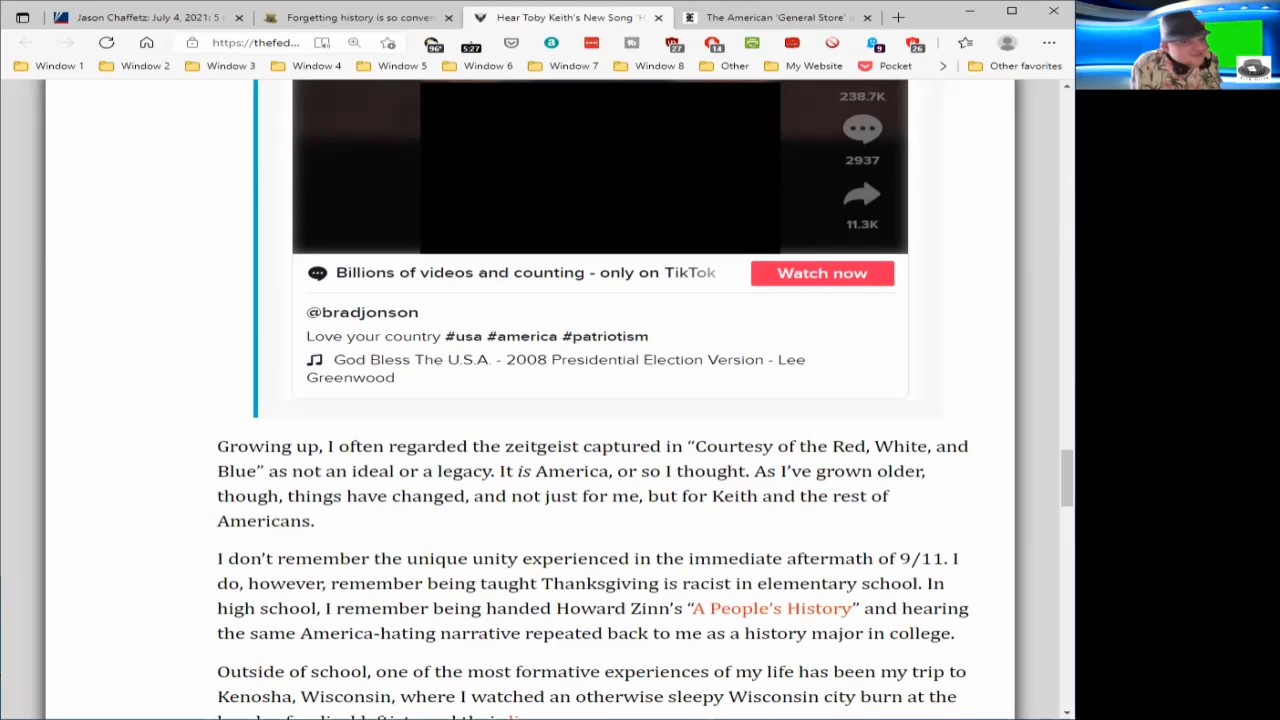 Jason Chaffetz: July 4, 2021: 5
Forgetting history is so conver
Hear Toby Keith's New Song 'H
The American 'General Store'
https://thefed...
96°
5:27
27
14
9
26
Window 1
Window 2
Window 3
Window 4
Window 5
Window 6
Window 7
Window 8
Other
My Website
Pocket
Other favorites
238.7K
2937
11.3K
Billions of videos and counting - only on TikTok
Watch now
@bradjonson
Love your country #usa #america #patriotism
God Bless The U.S.A. - 2008 Presidential Election Version - Lee
Greenwood
Growing up, I often regarded the zeitgeist captured in “Courtesy of the Red, White, and
Blue” as not an ideal or a legacy. It is America, or so I thought. As I’ve grown older,
though, things have changed, and not just for me, but for Keith and the rest of
Americans.
I don’t remember the unique unity experienced in the immediate aftermath of 9/11. I
do, however, remember being taught Thanksgiving is racist in elementary school. In
high school, I remember being handed Howard Zinn’s “A People’s History” and hearing
the same America-hating narrative repeated back to me as a history major in college.
Outside of school, one of the most formative experiences of my life has been my trip to
Kenosha, Wisconsin, where I watched an otherwise sleepy Wisconsin city burn at the